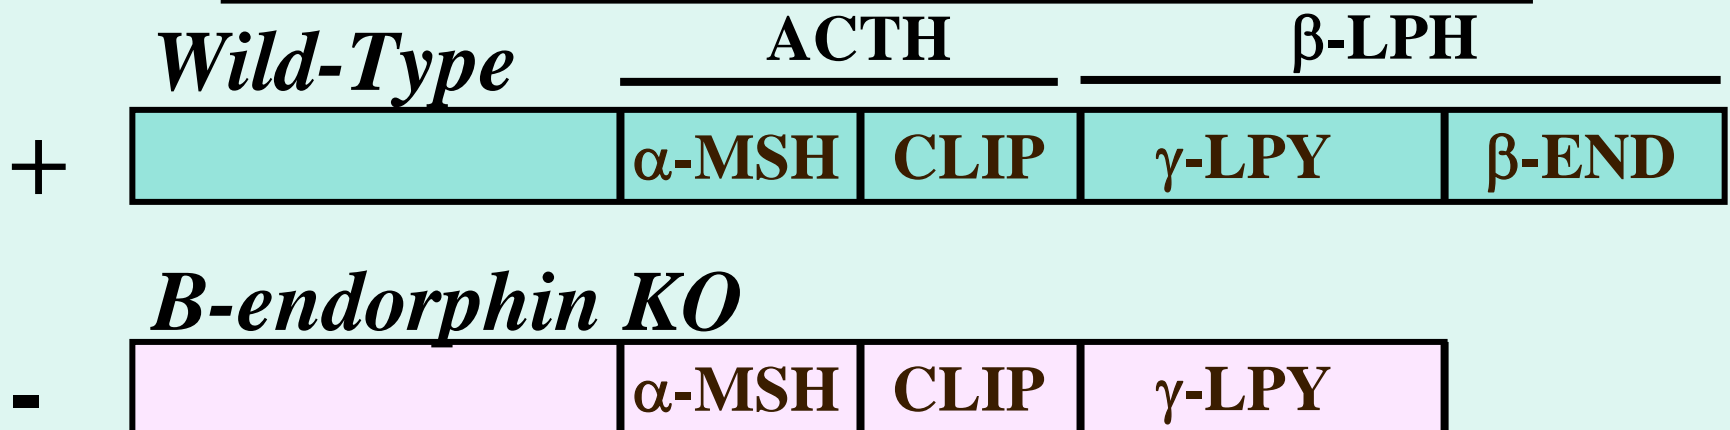 Wild-Type ACTH β-LPH
+ α-MSH CLIP γ-LPY β-END
B-endorphin KO
- α-MSH CLIP γ-LPY